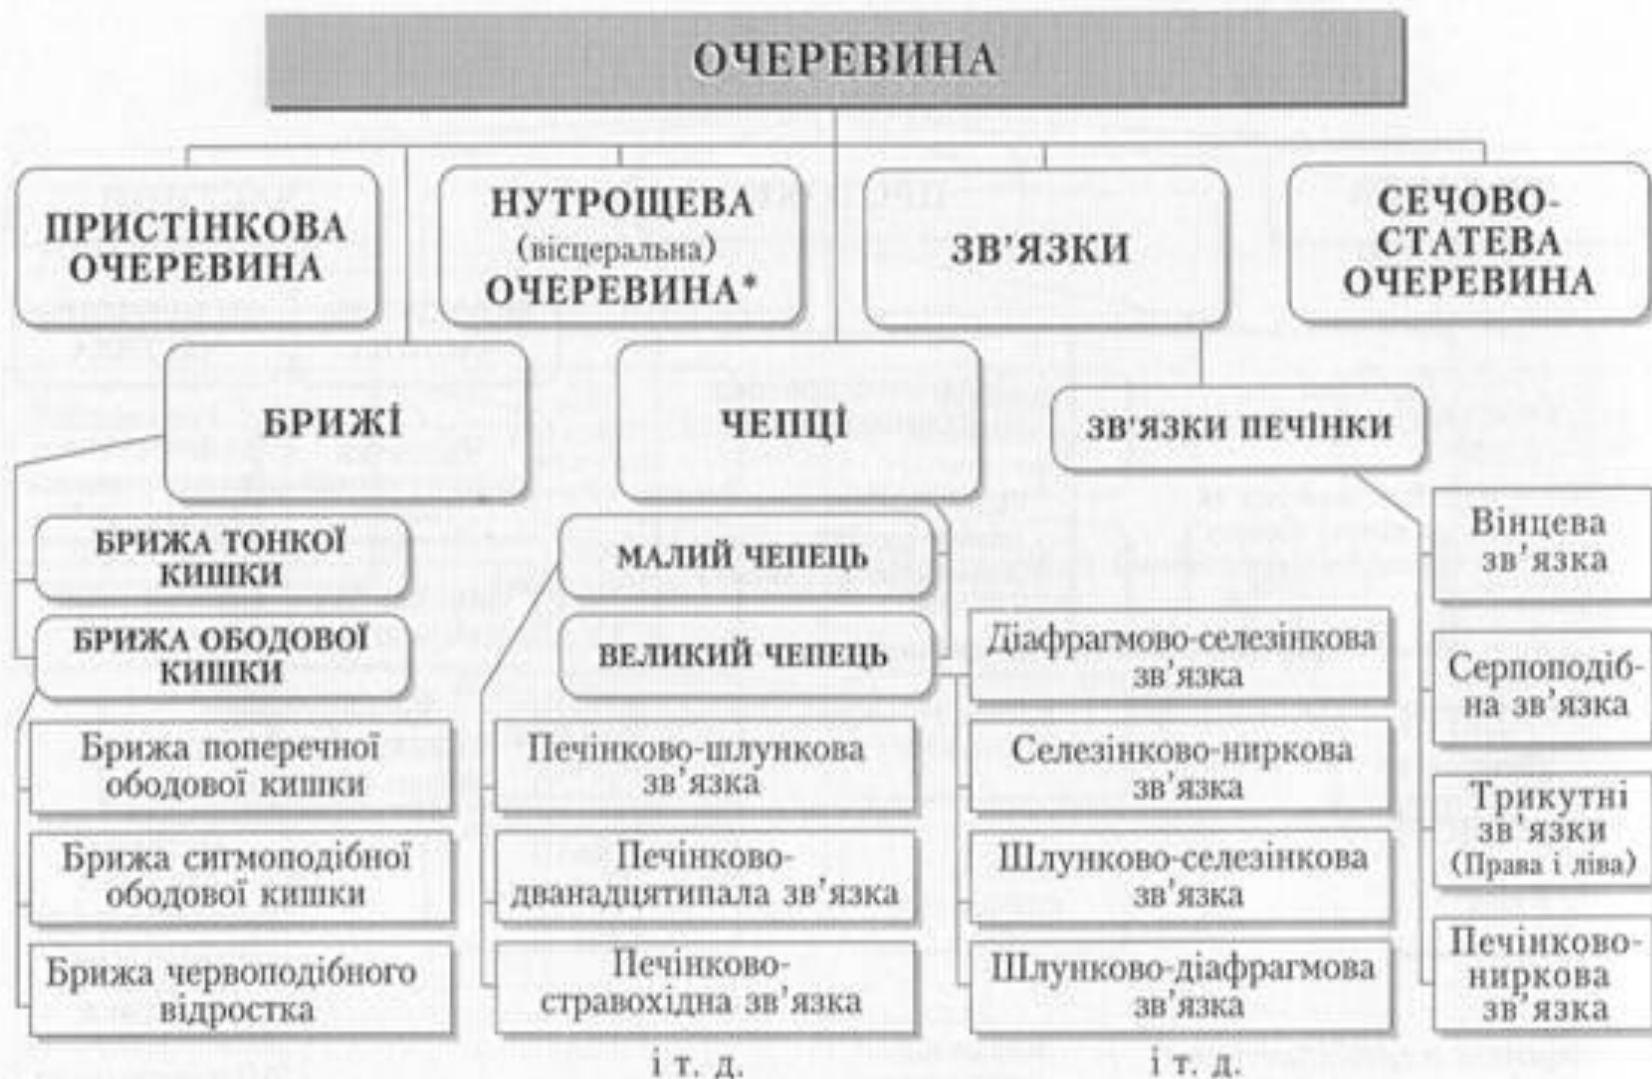 ОЧЕРЕВИНА
ПРИСТІНКОВА
ОЧЕРЕВИНА
НУТРОЩЕВА
(вісцеральна)
ОЧЕРЕВИНА*
ЗВ'ЯЗКИ
СЕЧОВО-
СТАТЕВА
ОЧЕРЕВИНА
БРИЖІ
ЧЕПЦІ
ЗВ'ЯЗКИ ПЕЧІНКИ
БРИЖА ТОНКОЇ
КИШКИ
БРИЖА ОБОДОВОЇ
КИШКИ
Брижа поперечної
ободової кишки
Брижа сигмоподібної
ободової кишки
Брижа червоподібного
відростка
МАЛИЙ ЧЕПЕЦЬ
ВЕЛИКИЙ ЧЕПЕЦЬ
Печінково-шлункова
зв'язка
Печінково-
дванадцятипала зв'язка
Печінково-
стравохідна зв'язка
і т. д.
Діафрагмово-селезінкова
зв'язка
Селезінково-ниркова
зв'язка
Шлунково-селезінкова
зв'язка
Шлунково-діафрагмова
зв'язка
і т. д.
Вінцева
зв'язка
Серпоподіб-
на зв'язка
Трикутні
зв'язки
(Права і ліва)
Печінково-
ниркова
зв'язка